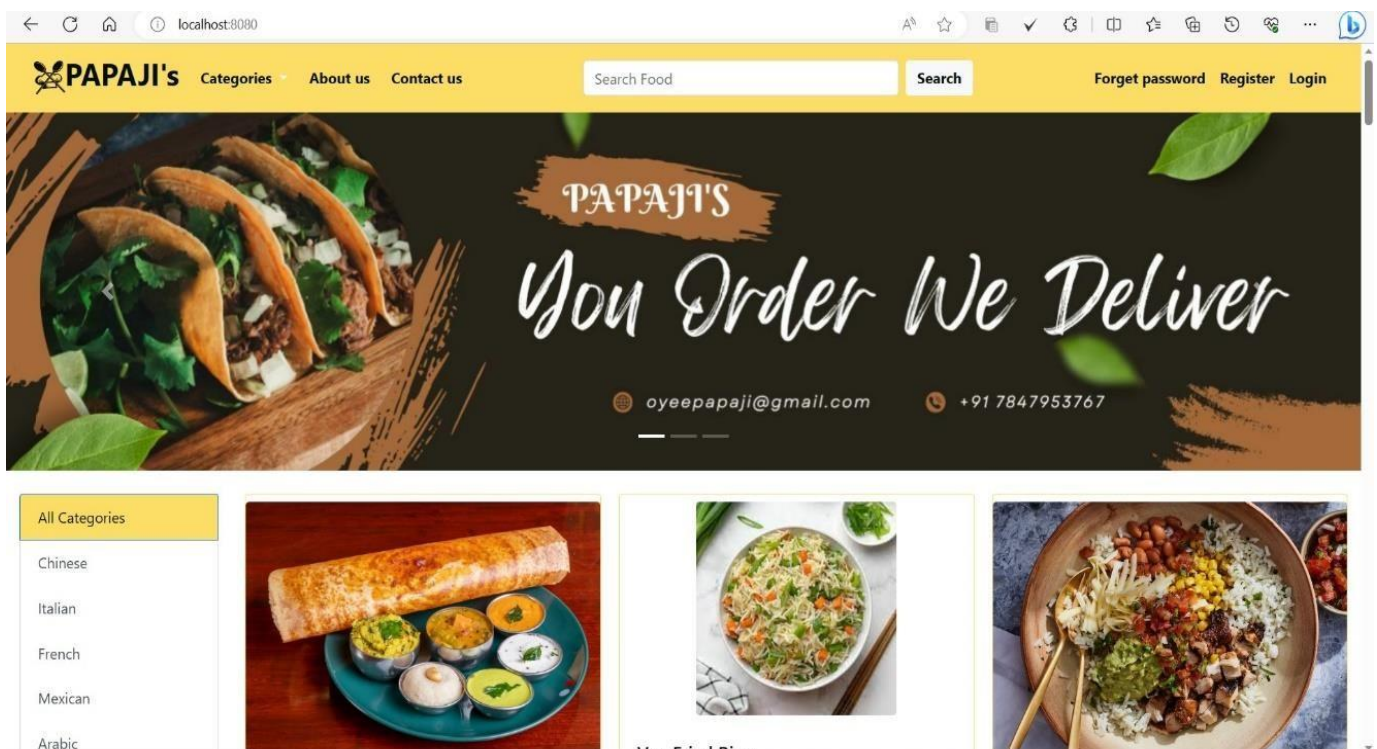 localhost:8080
PAPAJI's Categories About us Contact us Search Food Search Forget password Register Login
PAPAJI'S
You Order We Deliver
oyeepapaji@gmail.com +91 7847953767
All Categories
Chinese
Italian
French
Mexican
Arabic